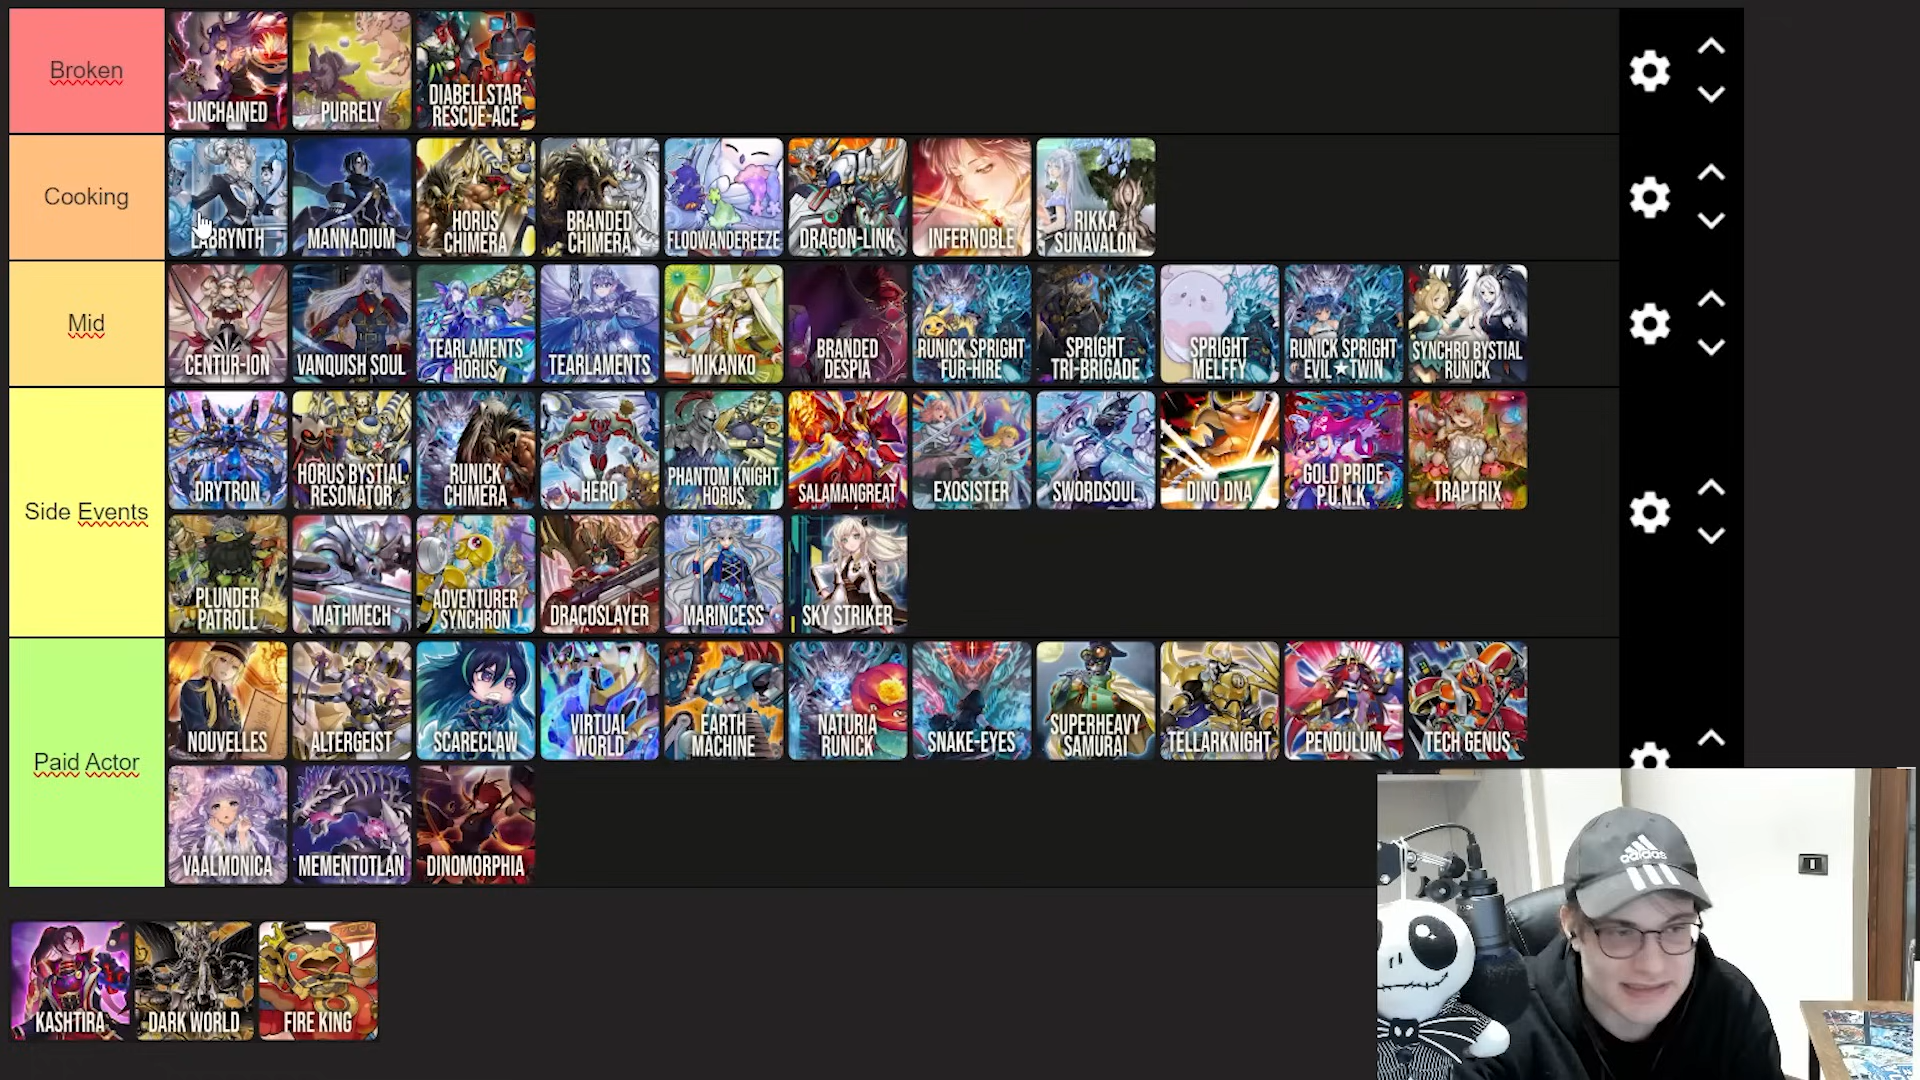 Broken
UNCHAINED
PURRELY
DIABELLSTAR
RESCUE-ACE
Cooking
LABRYNTH
MANNADIUM
HORUS
CHIMERA
BRANDED
CHIMERA
FLOOWANDEREEZE
DRAGON-LINK
INFERNOBLE
RIKKA
SUNAVALON
Mid
CENTUR-ION
VANQUISH SOUL
TEARLAMENTS
HORUS
TEARLAMENTS
MIKANKO
BRANDED
DESPIA
RUNICK SPRIGHT
FUR-HIRE
SPRIGHT
TRI-BRIGADE
SPRIGHT
MELFFY
RUNICK SPRIGHT
EVIL★TWIN
SYNCHRO BYSTIAL
RUNICK
Side Events
DRYTRON
HORUS BYSTIAL
RESONATOR
RUNICK
CHIMERA
HERO
PHANTOM KNIGHT
HORUS
SALAMANGREAT
EXOSISTER
SWORDSOUL
DINO DNA
GOLD PRIDE
P.U.N.K.
TRAPTRIX
PLUNDER
PATROLL
MATHMECH
ADVENTURER
SYNCHRON
DRACOSLAYER
MARINCESS
SKY STRIKER
Paid Actor
NOUVELLES
ALTERGEIST
SCARECLAW
VIRTUAL
WORLD
EARTH
MACHINE
NATURIA
RUNICK
SNAKE-EYES
SUPERHEAVY
SAMURAI
TELLARKNIGHT
PENDULUM
TECH GENUS
VAALMONICA
MEMENTOTLAN
DINOMORPHIA
KASHTIRA
DARK WORLD
FIRE KING
adidas